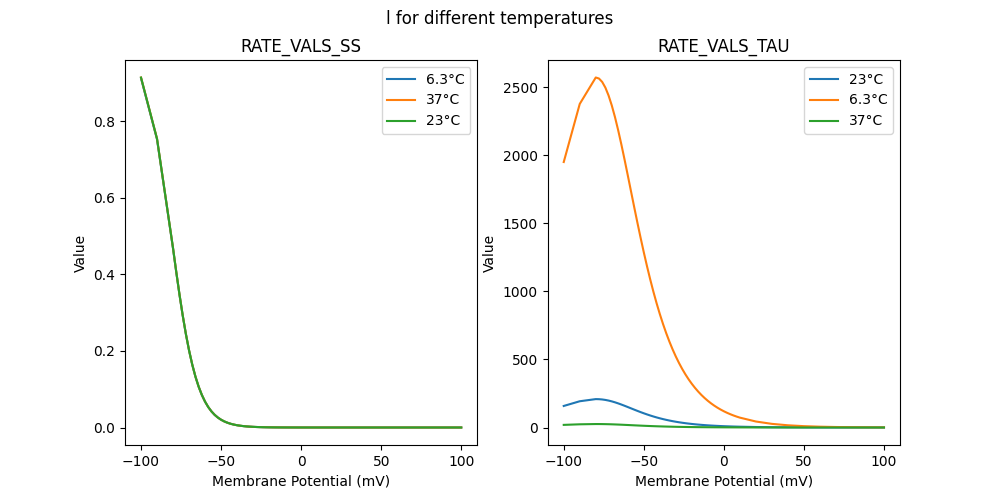 l for different temperatures
RATE_VALS_SS
6.3°C
37°C
23°C
0.8
0.6
0.4
0.2
0.0
Value
−100
−50
0
50
100
Membrane Potential (mV)
RATE_VALS_TAU
23°C
6.3°C
37°C
2500
2000
1500
1000
500
0
Value
−100
−50
0
50
100
Membrane Potential (mV)